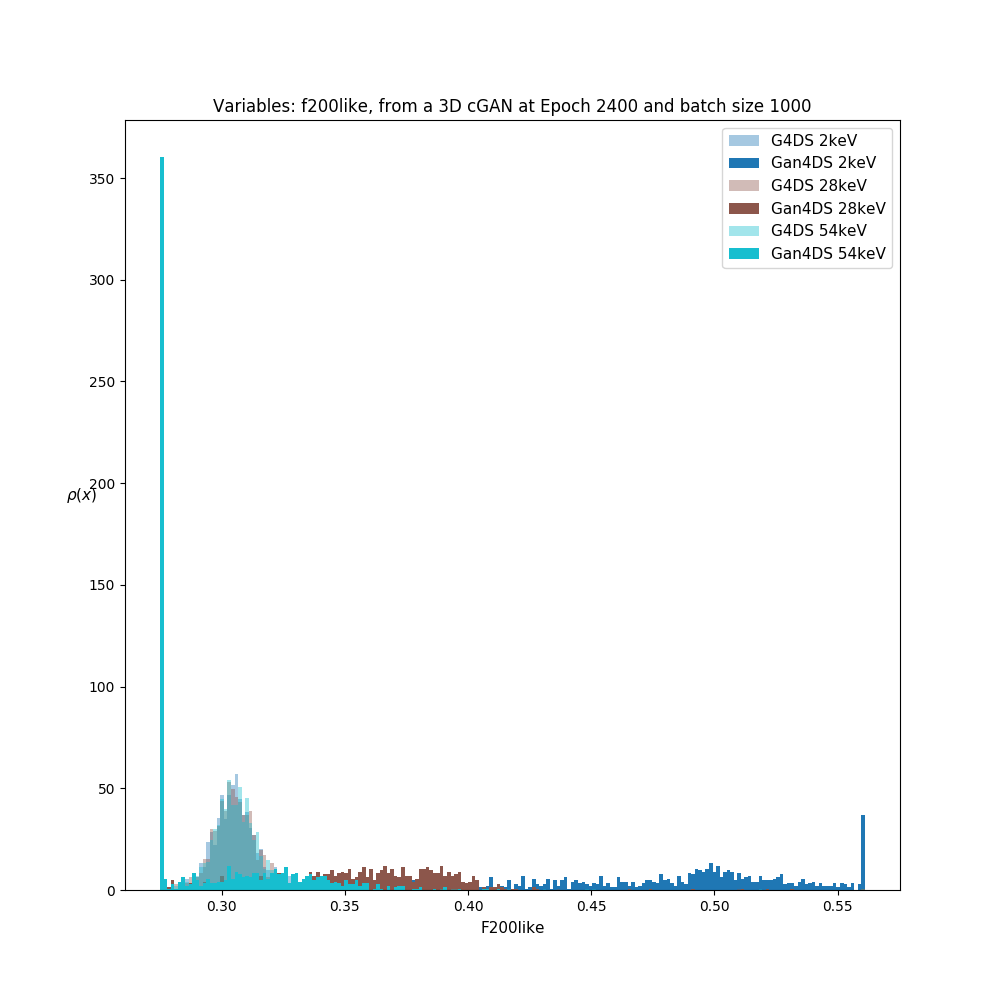 Variables: f200like, from a 3D cGAN at Epoch 2400 and batch size 1000
G4DS 2keV
Gan4DS 2keV
G4DS 28keV
Gan4DS 28keV
G4DS 54keV
Gan4DS 54keV
350
300
250
200
ρ(x)
150
100
50
0
0.30 0.35 0.40 0.45 0.50 0.55
F200like